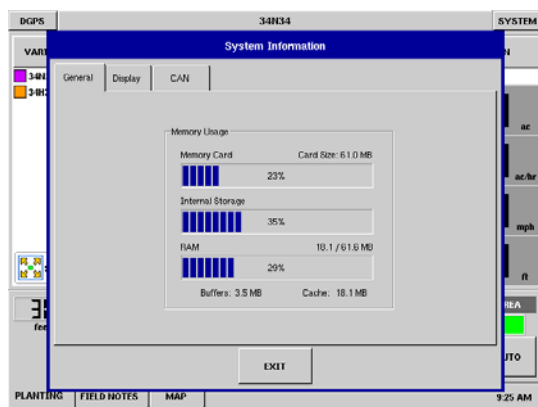 DGPS 34N34 SYSTEM
System Information
General Display CAN
Memory Usage
Memory Card Card Size: 61.0 MB
23%
Internal Storage
35%
RAM 18.1 / 61.6 MB
29%
Buffers: 3.5 MB Cache: 18.1 MB
EXIT
ac
ac/hr
mph
ft
PLANTING FIELD NOTES MAP 9:25 AM